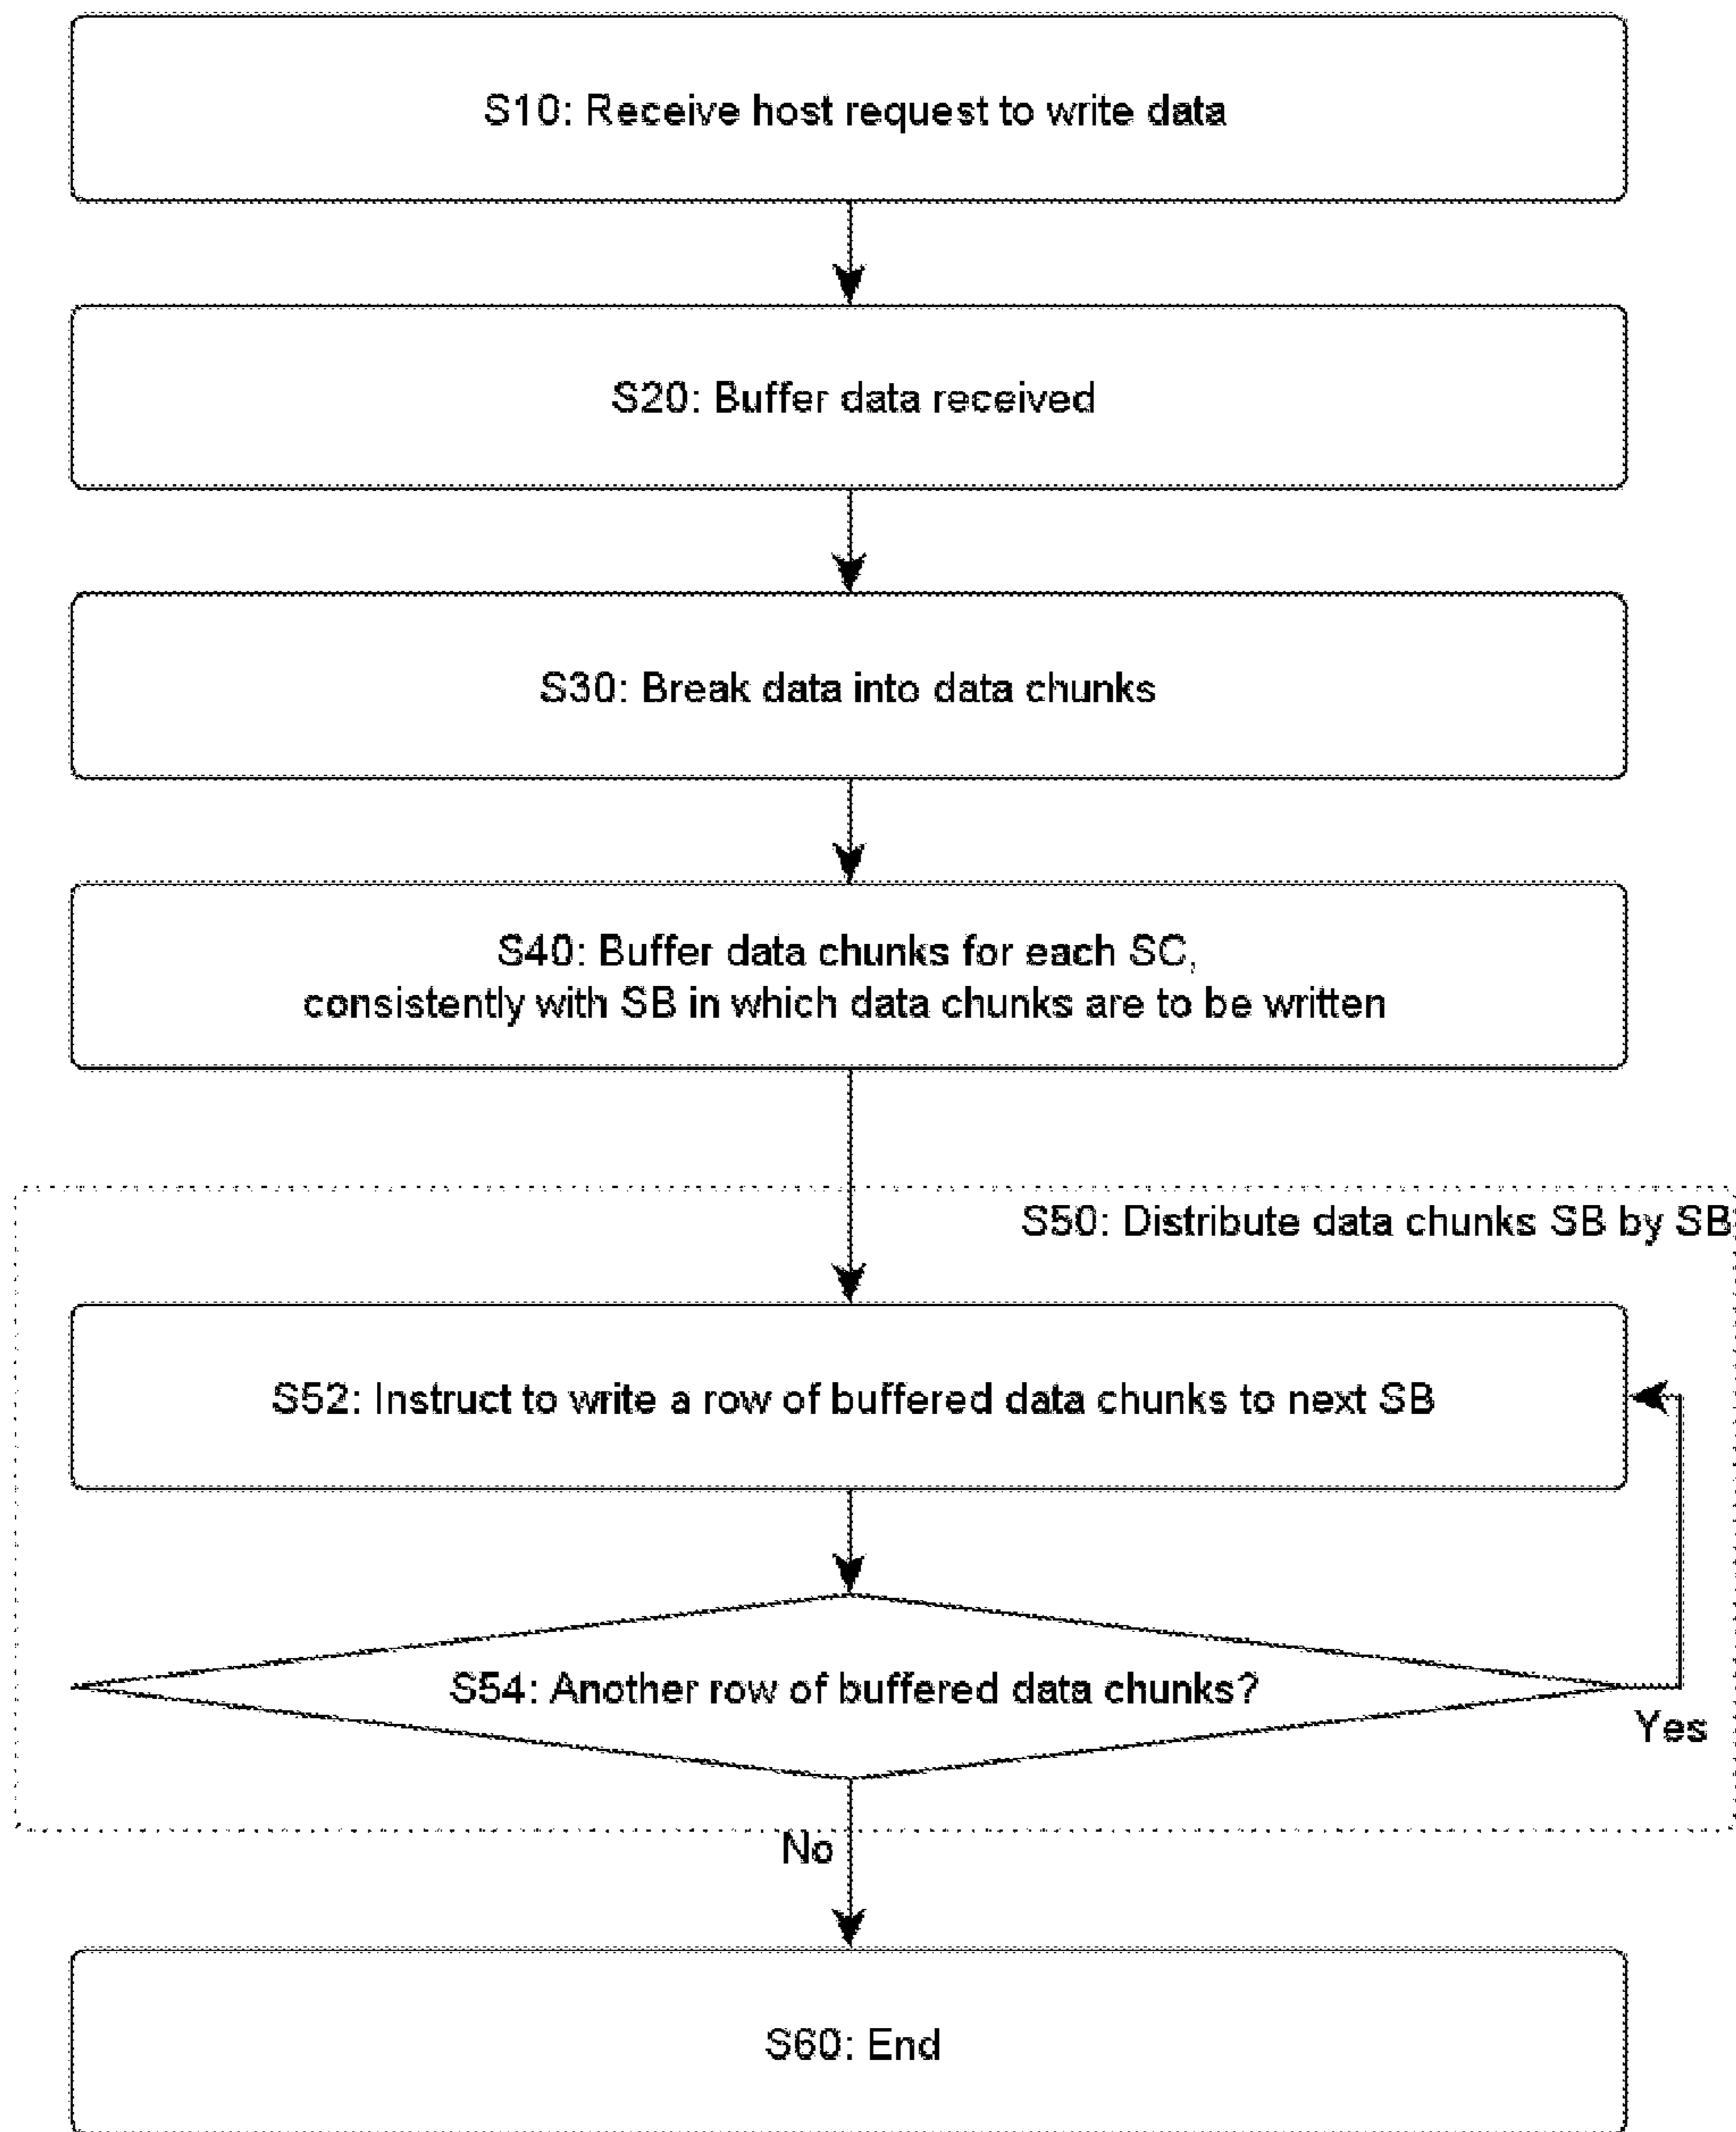 S10: Receive host request to write data
S20: Buffer data received
S30: Break data into data chunks
S40: Buffer data chunks for each SC,
consistently with SB in which data chunks are to be written
S50: Distribute data chunks SB by SB
S52: Instruct to write a row of buffered data chunks to next SB
S54: Another row of buffered data chunks?
Yes
No
S60: End